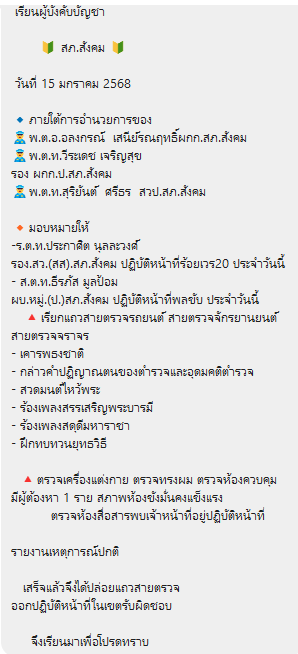 เรียนผู้บังคับบัญชา
🔰 สภ.สังคม 🔰
วันที่ 15 มกราคม 2568
🔹ภายใต้การอำนวยการของ
👮พ.ต.อ.อลงกรณ์ เสนีย์รณฤทธิ์ผกก.สภ.สังคม
👮พ.ต.ท.วีระเดช เจริญสุข
รอง ผกก.ป.สภ.สังคม
👮พ.ต.ท.สุริยันต์ ศรีธร สวป.สภ.สังคม
🔸มอบหมายให้
-ร.ต.ท.ประกาศิต นุลละวงศ์
รอง.สว.(สส).สภ.สังคม ปฏิบัติหน้าที่ร้อยเวร20 ประจำวันนี้
- ส.ต.ท.ธีรภัส มูลป้อม
ผบ.หมู่.(ป.)สภ.สังคม ปฏิบัติหน้าที่พลขับ ประจำวันนี้
🔺เรียกแถวสายตรวจรถยนต์ สายตรวจจักรยานยนต์
สายตรวจจราจร
- เคารพธงชาติ
- กล่าวคำปฏิญาณตนของตำรวจและอุดมคติตำรวจ
- สวดมนต์ไหว้พระ
- ร้องเพลงสรรเสริญพระบารมี
- ร้องเพลงสดุดีมหาราชา
- ฝึกทบทวนยุทธวิธี
🔺ตรวจเครื่องแต่งกาย ตรวจทรงผม ตรวจห้องควบคุม
มีผู้ต้องหา 1 ราย สภาพห้องขังมั่นคงแข็งแรง
ตรวจห้องสื่อสารพบเจ้าหน้าที่อยู่ปฏิบัติหน้าที่
รายงานเหตุการณ์ปกติ
เสร็จแล้วจึงได้ปล่อยแถวสายตรวจ
ออกปฏิบัติหน้าที่ในเขตรับผิดชอบ
จึงเรียนมาเพื่อโปรดทราบ